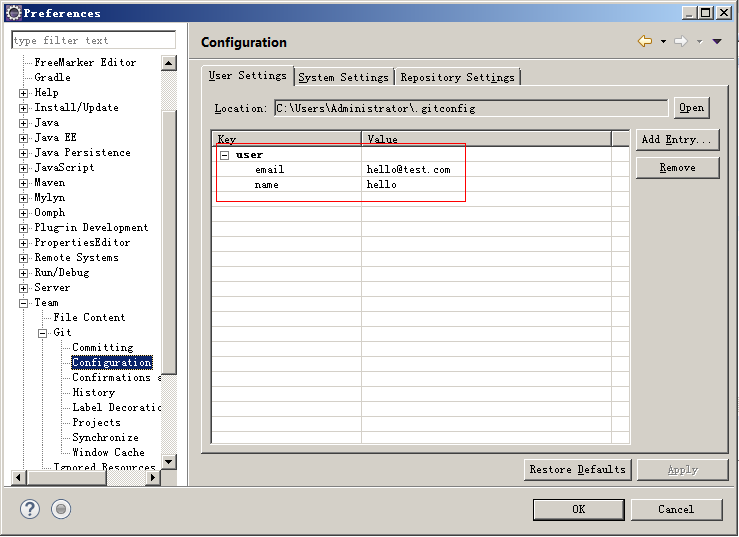 Preferences
type filter text
FreeMarker Editor
Gradle
Help
Install/Update
Java
Java EE
Java Persistence
JavaScript
Maven
Mylyn
Oomph
Plug-in Development
PropertiesEditor
Remote Systems
Run/Debug
Server
Team
File Content
Git
Committing
Configuration
Confirmations a
History
Label Decoratio
Projects
Synchronize
Window Cache
Ignored Resources
Configuration
User Settings System Settings Repository Settings
Location: C:\Users\Administrator\.gitconfig Open
Key Value
user
email hello@test.com
name hello
Add Entry...
Remove
Restore Defaults Apply
? OK Cancel